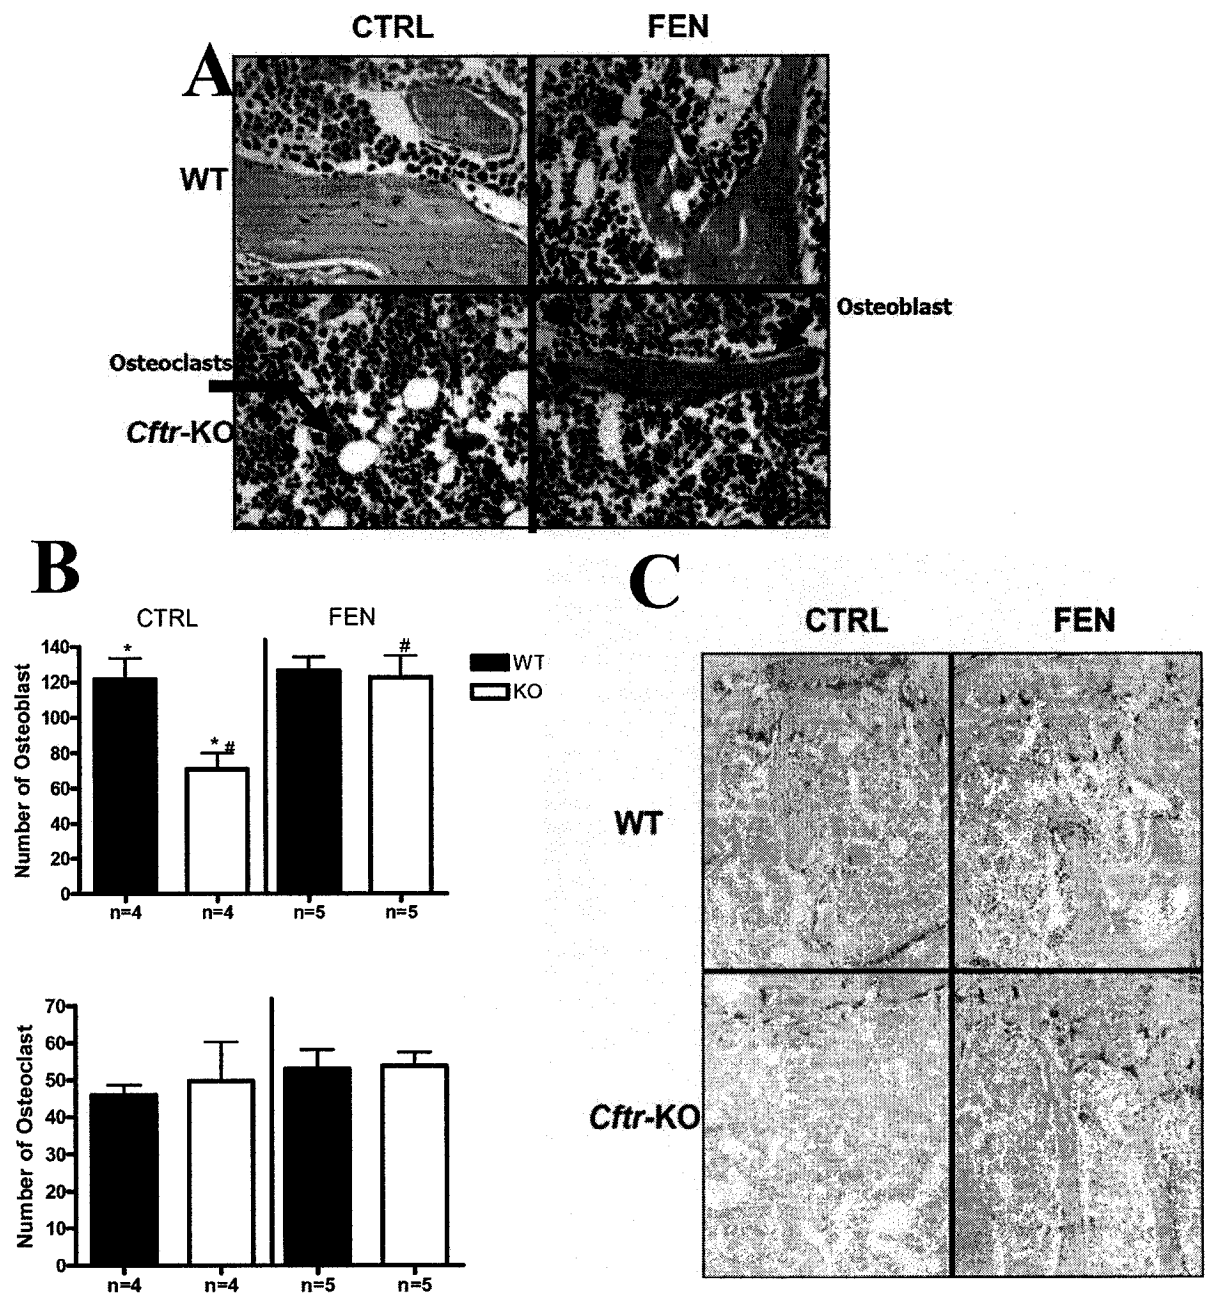 CTRL FEN
A
WT
Osteoblast
Osteoclasts
Cftr-KO
B
CTRL FEN
140
120
100
80
60
40
20
0
Number of Osteoblast
*
* #
#
WT
KO
n=4 n=4 n=5 n=5
70
60
50
40
30
20
10
0
Number of Osteoclast
n=4 n=4 n=5 n=5
C
CTRL FEN
WT
Cftr-KO